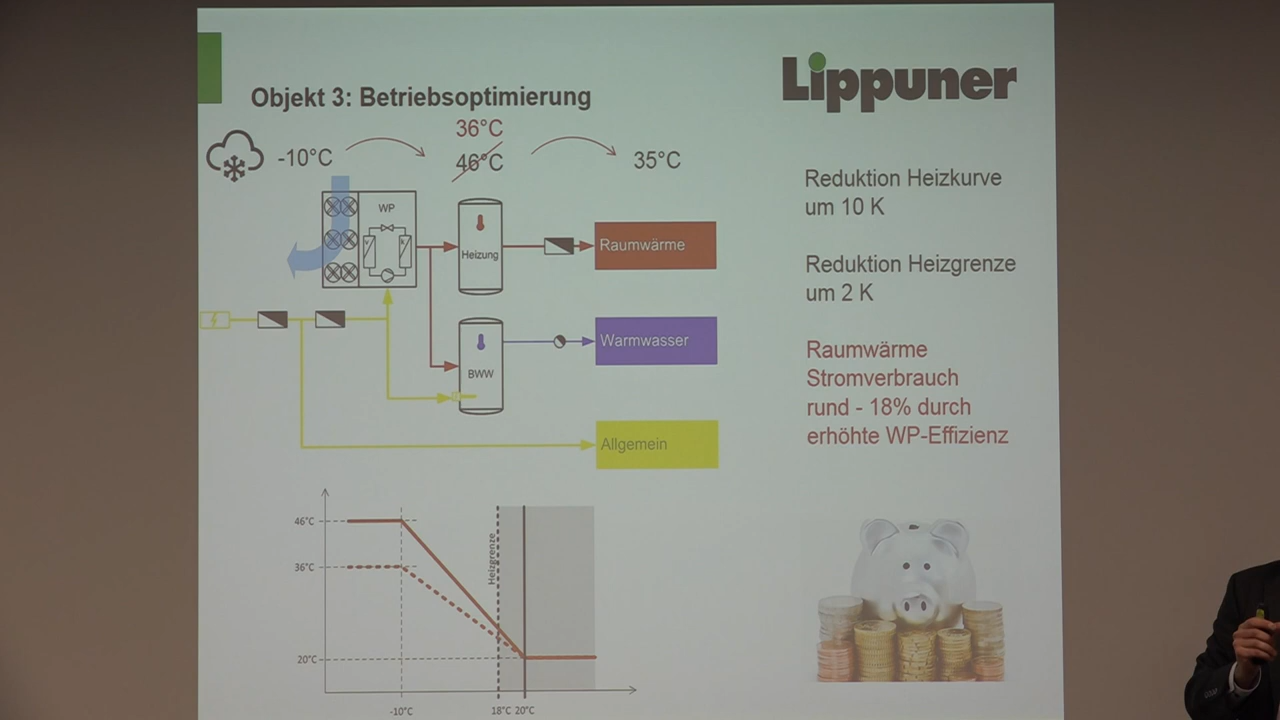 Lippuner
Objekt 3: Betriebsoptimierung
36°C
-10°C
46°C
35°C
WP
Heizung
Raumwärme
BWW
Warmwasser
Allgemein
Reduktion Heizkurve
um 10 K
Reduktion Heizgrenze
um 2 K
Raumwärme
Stromverbrauch
rund - 18% durch
erhöhte WP-Effizienz
46°C
36°C
20°C
Heizgrenze
-10°C
18°C 20°C